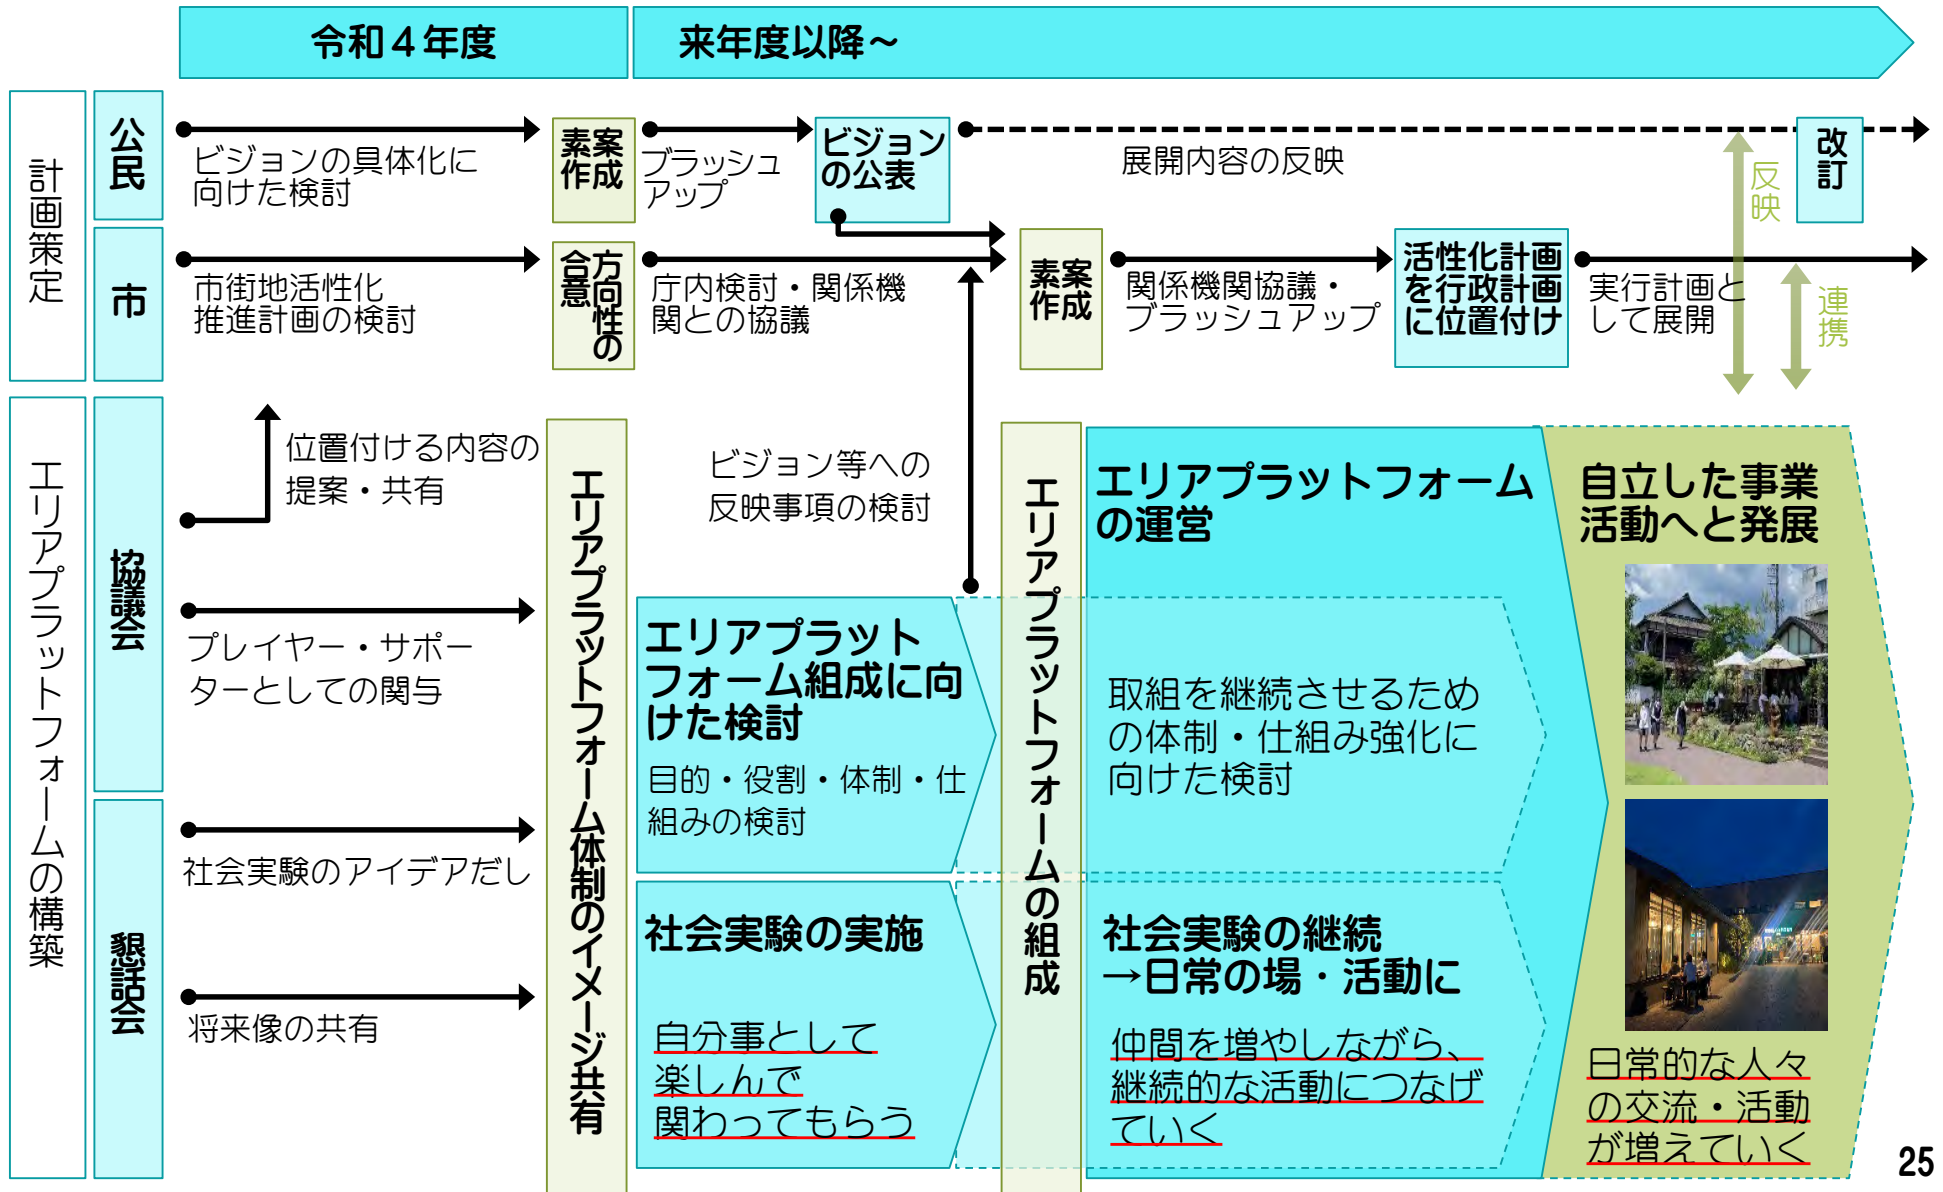 令和４年度
来年度以降～
計画策定
公民
ビジョンの具体化に
向けた検討
素案
作成
ブラッシュ
アップ
ビジョン
の公表
展開内容の反映
反映
改訂
市
市街地活性化
推進計画の検討
方向性の
合意
庁内検討・関係機
関との協議
素案
作成
関係機関協議・
ブラッシュアップ
活性化計画
を行政計画
に位置付け
実行計画と
して展開
連携
エリアプラットフォームの構築
協議会
位置付ける内容の
提案・共有
プレイヤー・サポー
ターとしての関与
懇話会
社会実験のアイデアだし
将来像の共有
エリアプラットフォーム体制のイメージ共有
ビジョン等への
反映事項の検討
エリアプラット
フォーム組成に向
けた検討
目的・役割・体制・仕
組みの検討
社会実験の実施
自分事として
楽しんで
関わってもらう
エリアプラットフォームの組成
エリアプラットフォーム
の運営
取組を継続させるため
の体制・仕組み強化に
向けた検討
社会実験の継続
→日常の場・活動に
仲間を増やしながら、
継続的な活動につなげ
ていく
自立した事業
活動へと発展
日常的な人々
の交流・活動
が増えていく
25